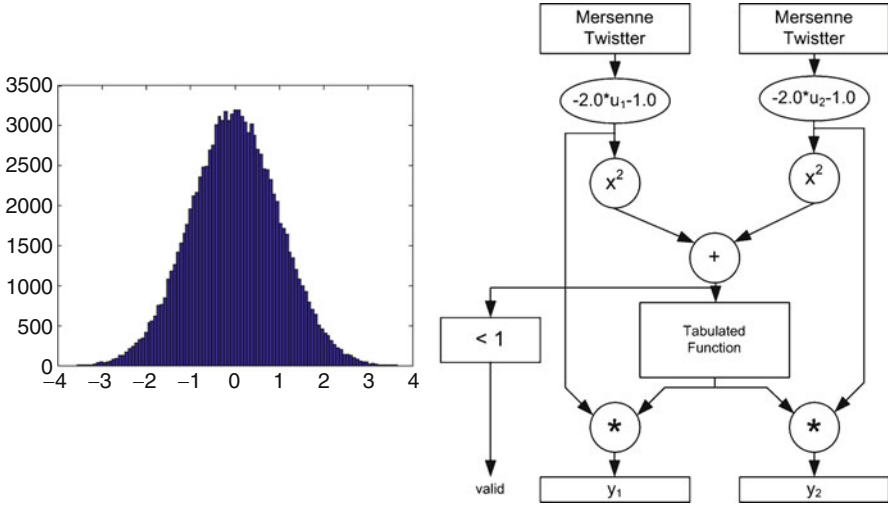 3500
3000
2500
2000
1500
1000
500
0
−4 −3 −2 −1 0 1 2 3 4
Mersenne
Twistter
Mersenne
Twistter
-2.0*u₁-1.0
-2.0*u₂-1.0
x²
x²
+
< 1
Tabulated
Function
*
*
valid
y₁
y₂